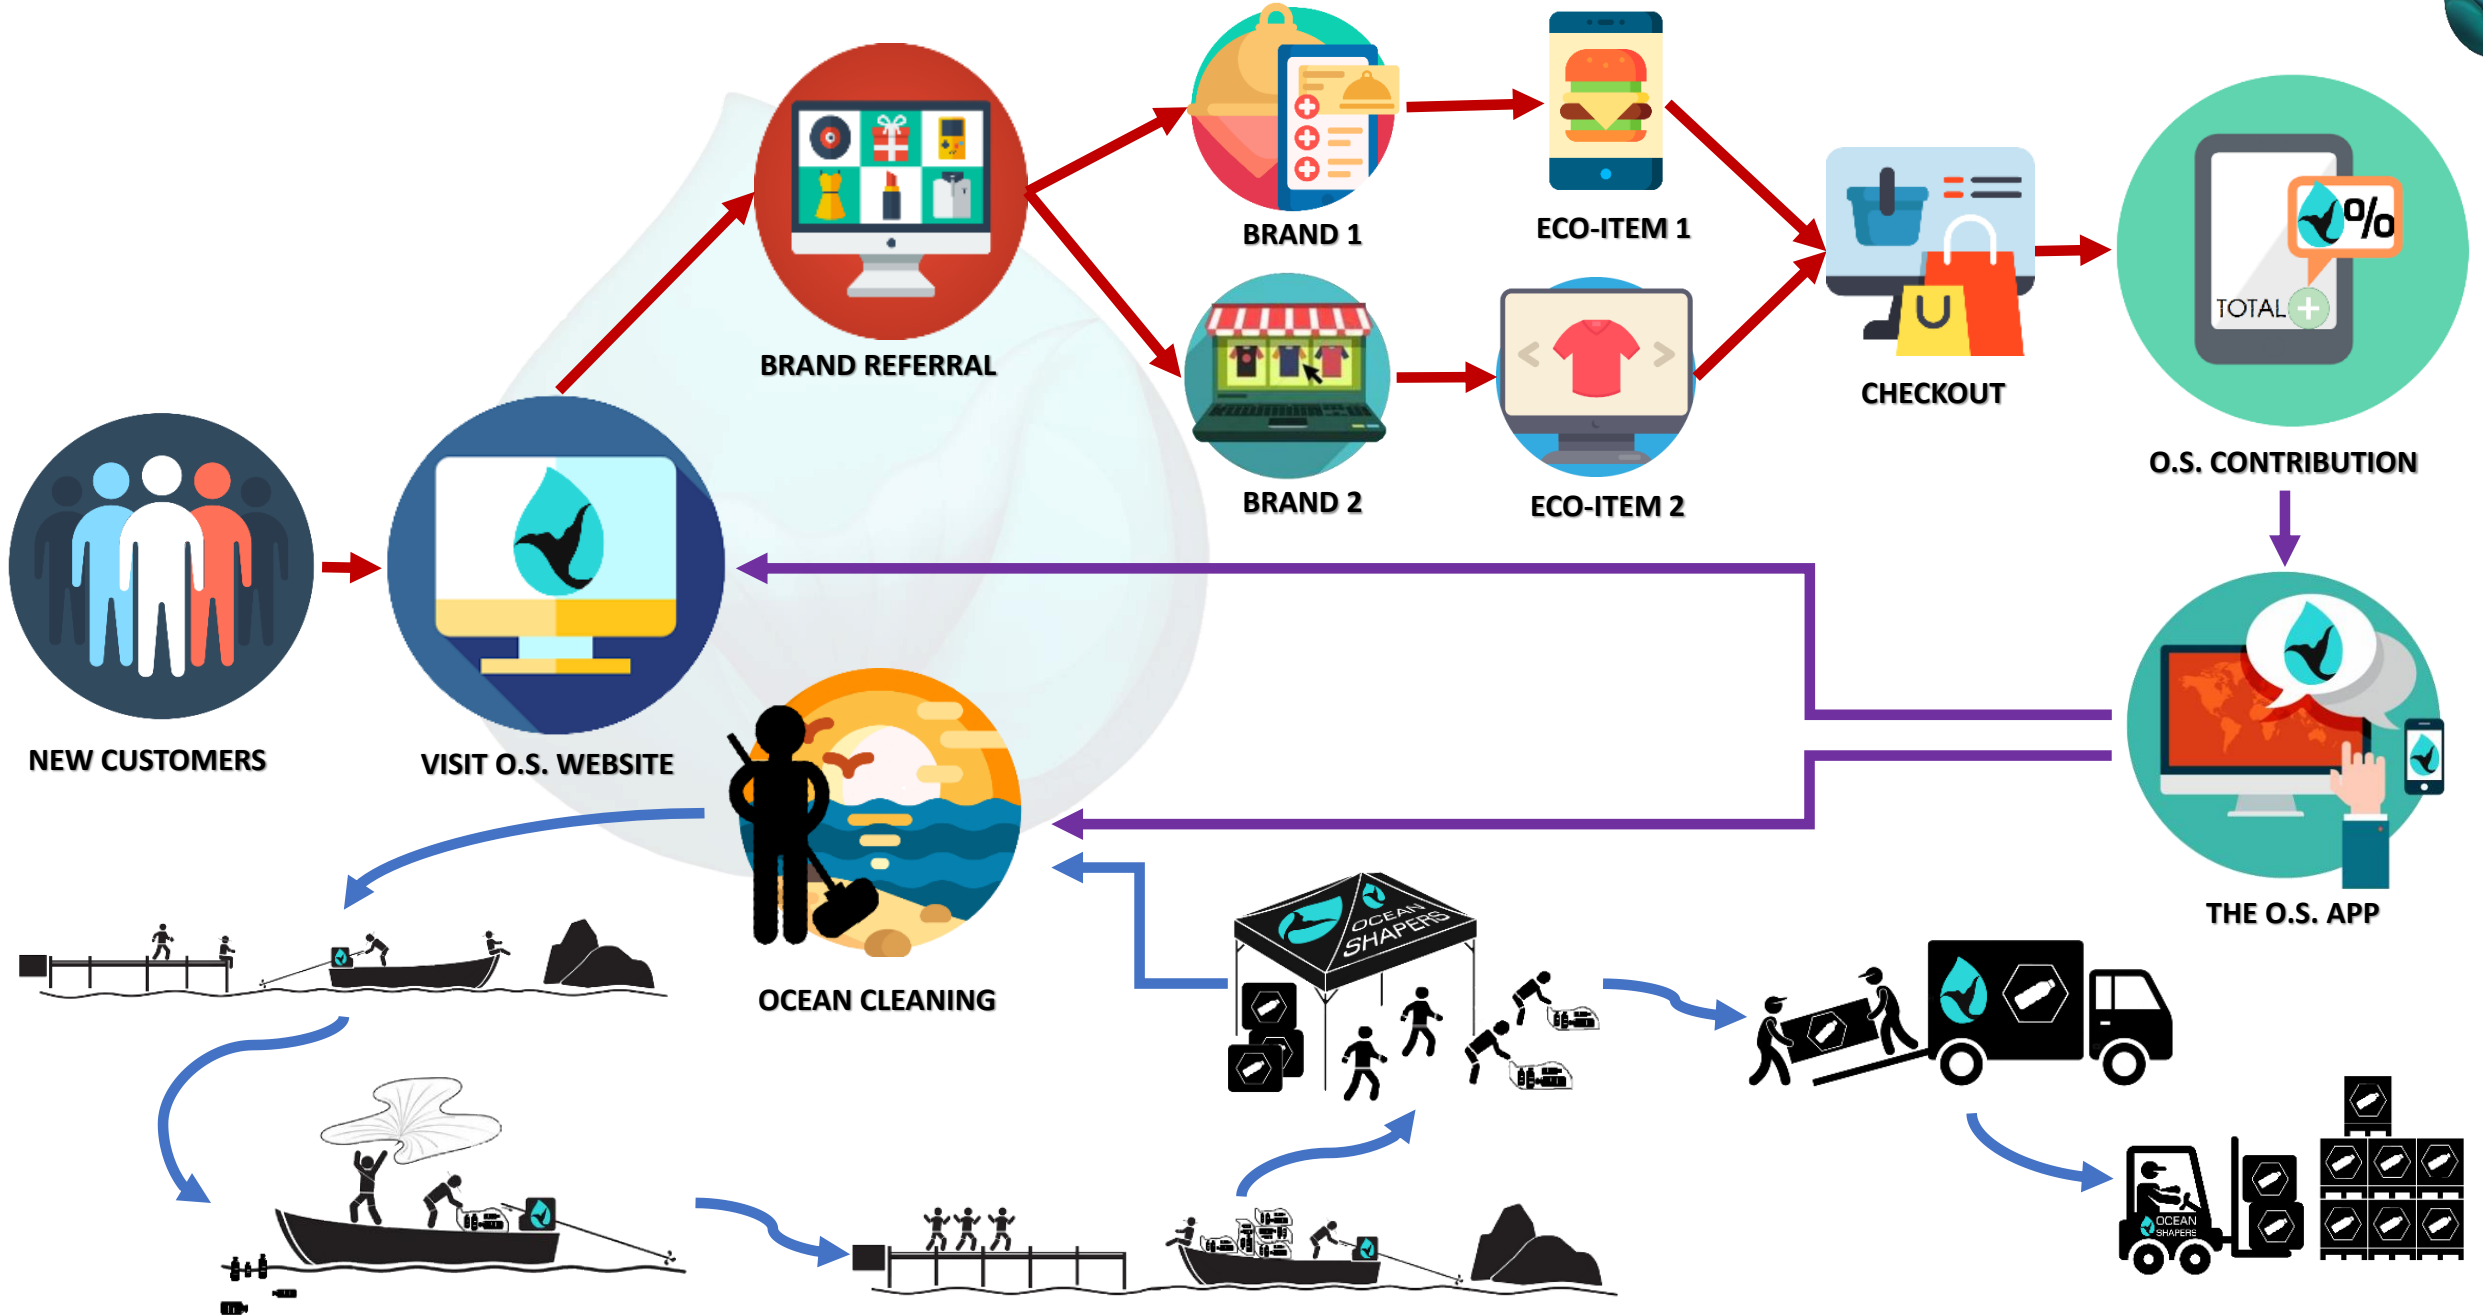 BRAND 1
ECO-ITEM 1
BRAND REFERRAL
BRAND 2
ECO-ITEM 2
CHECKOUT
%
TOTAL +
O.S. CONTRIBUTION
NEW CUSTOMERS
VISIT O.S. WEBSITE
THE O.S. APP
OCEAN CLEANING
OCEAN
SHAPERS
OCEAN
SHAPERS